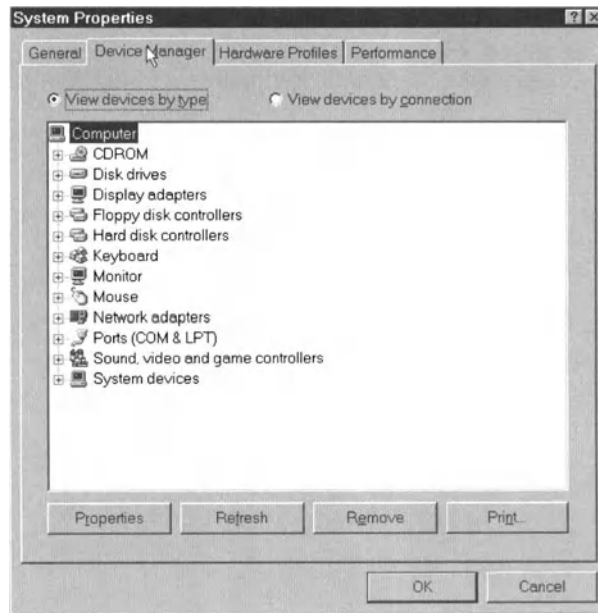 System Properties
General Device Manager Hardware Profiles Performance
View devices by type View devices by connection
Computer
CDROM
Disk drives
Display adapters
Floppy disk controllers
Hard disk controllers
Keyboard
Monitor
Mouse
Network adapters
Ports (COM & LPT)
Sound, video and game controllers
System devices
Properties Refresh Remove Print...
OK Cancel